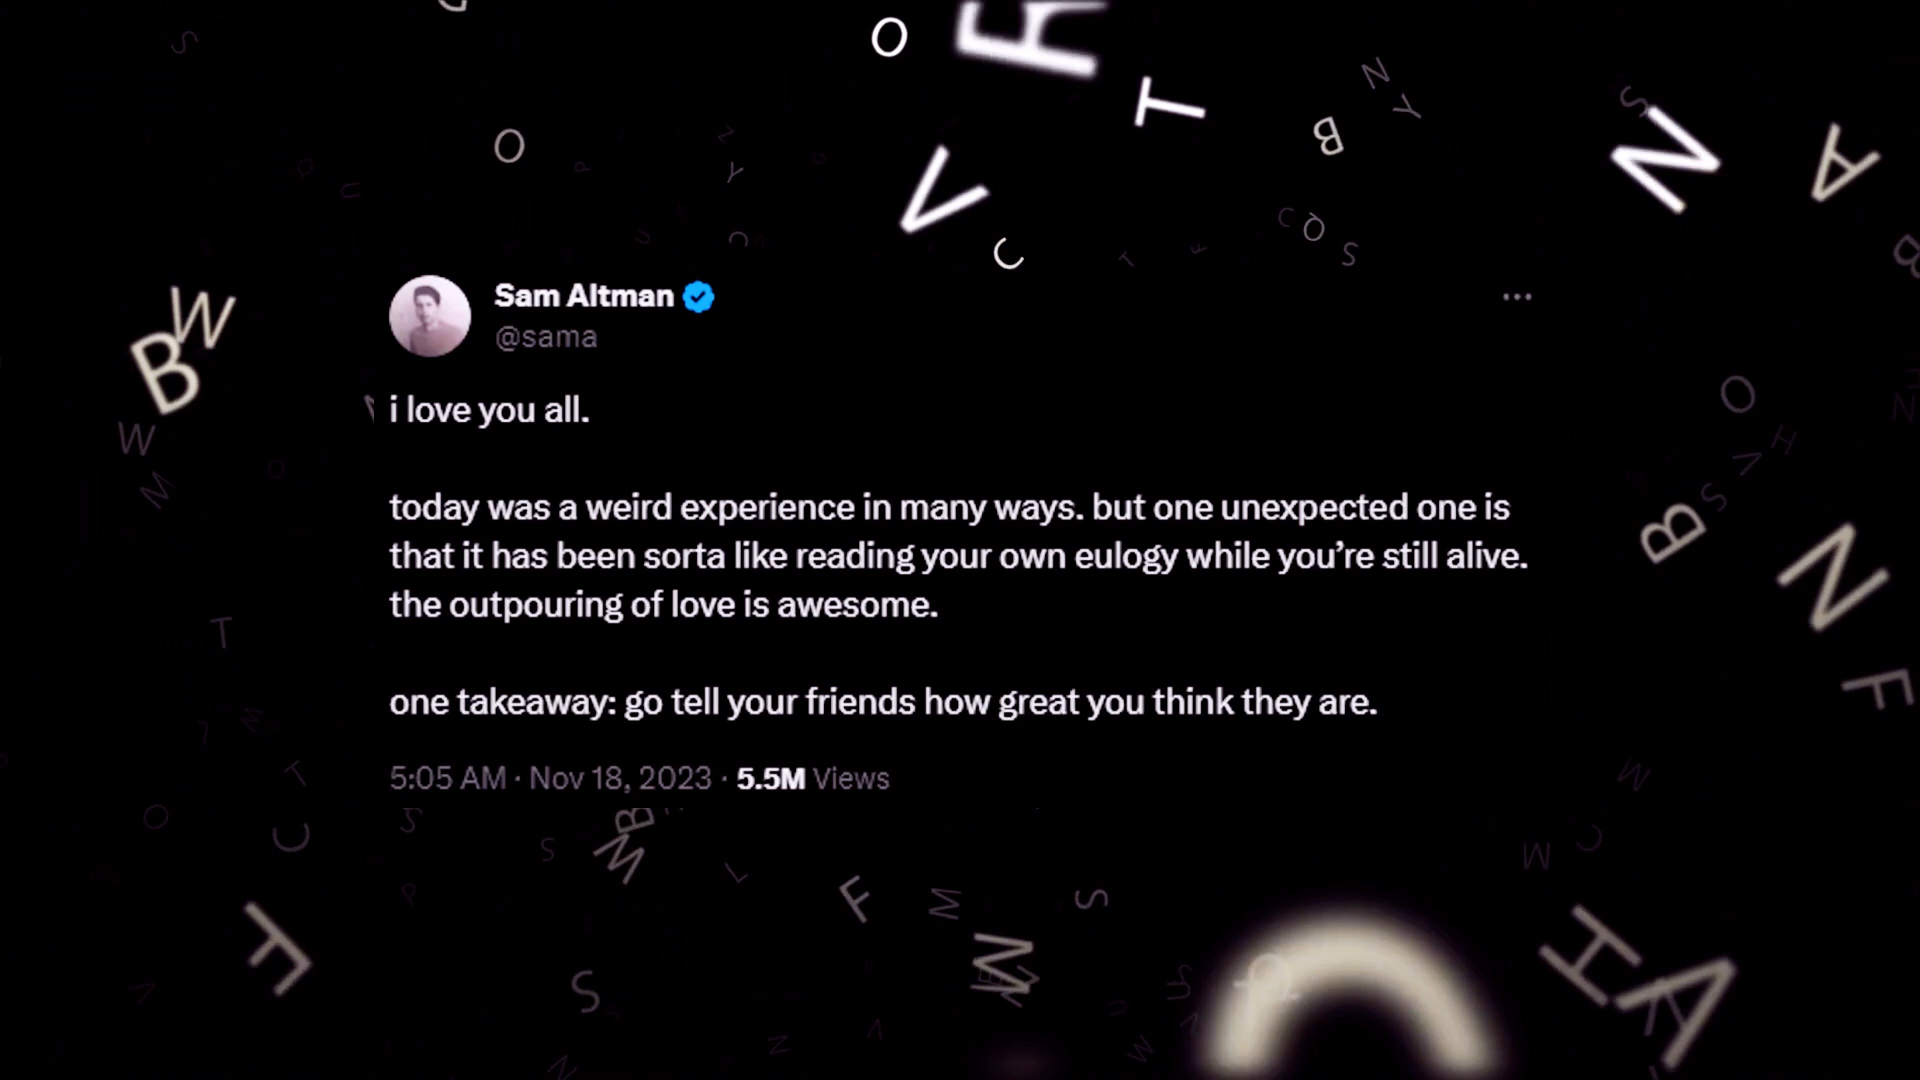 Sam Altman
@sama
i love you all.
today was a weird experience in many ways. but one unexpected one is
that it has been sorta like reading your own eulogy while you’re still alive.
the outpouring of love is awesome.
one takeaway: go tell your friends how great you think they are.
5:05 AM · Nov 18, 2023 · 5.5M Views